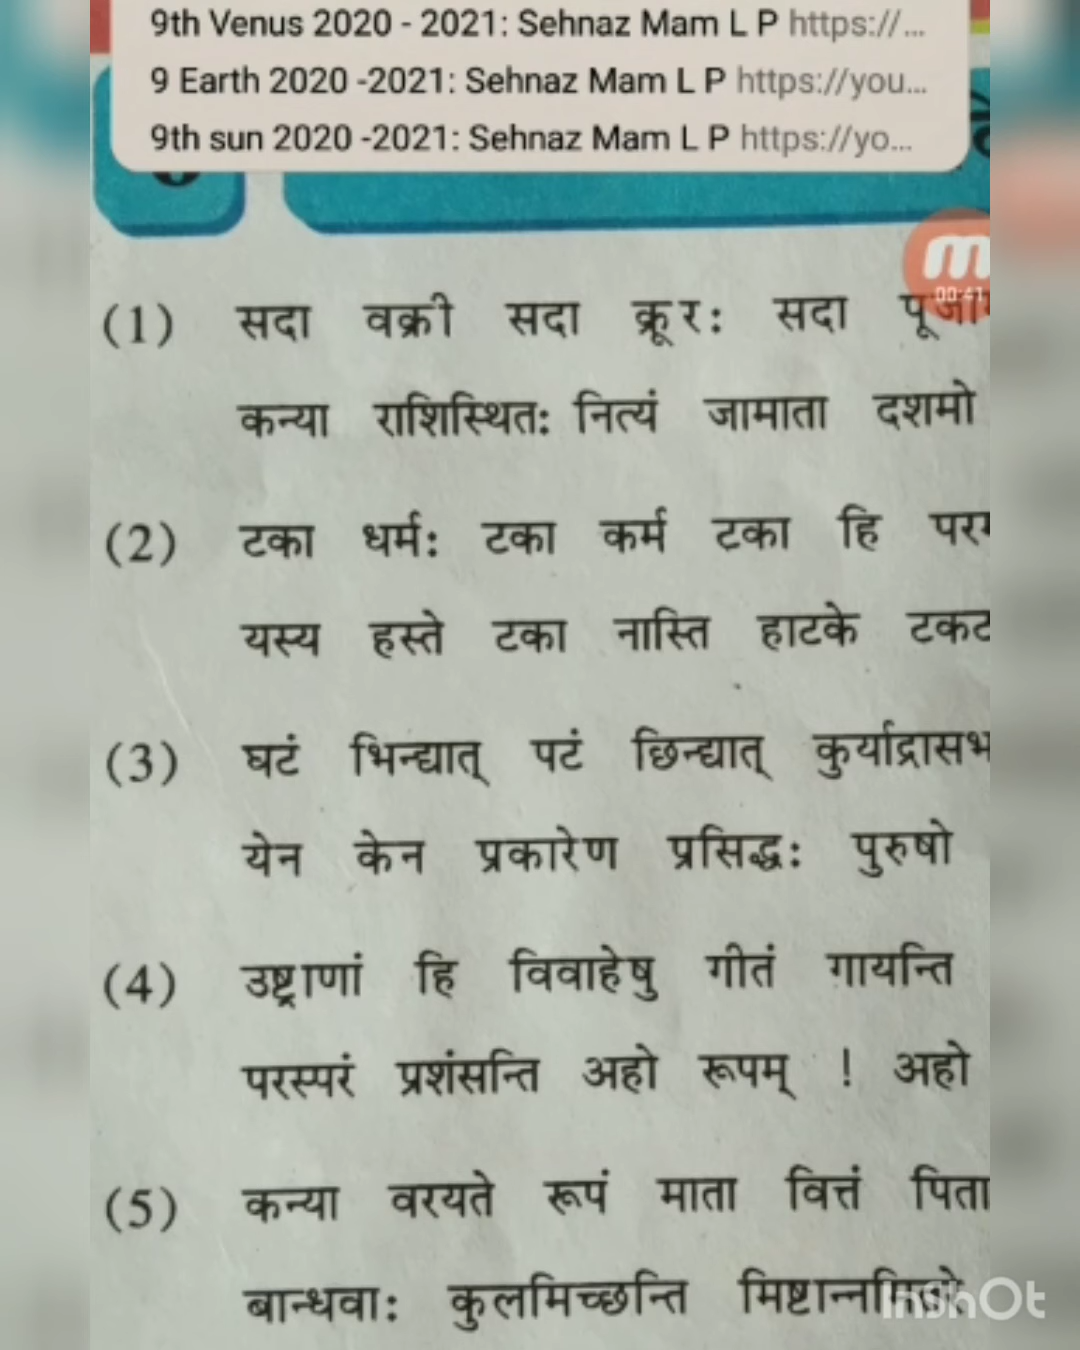 9th Venus 2020 - 2021: Sehnaz Mam L P https://...
9 Earth 2020 -2021: Sehnaz Mam L P https://you...
9th sun 2020 -2021: Sehnaz Mam L P https://yo...
00:41
(1) सदा वक्री सदा क्रूरः सदा
कन्या राशिस्थितः नित्यं जामाता दशमो
(2) टका धर्मः टका कर्म टका हि
यस्य हस्ते टका नास्ति हाटके
(3) घटं भिन्द्यात् पटं छिन्द्यात्
येन केन प्रकारेण प्रसिद्धः पुरुषो
(4) उष्ट्राणां हि विवाहेषु गीतं गायन्ति
परस्परं प्रशंसन्ति अहो रूपम् ! अहो
(5) कन्या वरयते रूपं माता वित्तं पिता
बान्धवाः कुलमिच्छन्ति
InShOt